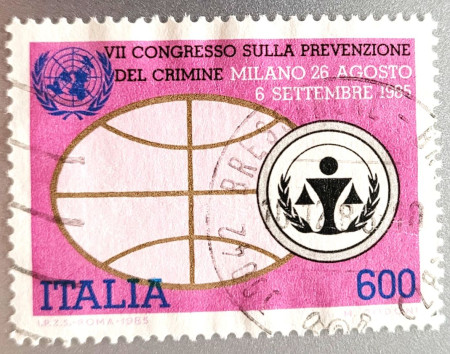 VII CONGRESSO SULLA PREVENZIONE
DEL CRIMINE MILANO 26 AGOSTO
6 SETTEMBRE 1985
ITALIA
600
I.P.Z.S.-ROMA-1985